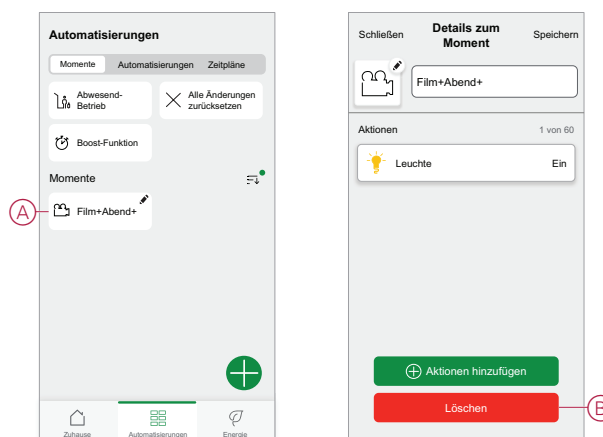 Automatisierungen
Momente Automatisierungen Zeitpläne
Abwesend-
Betrieb
Alle Änderungen
zurücksetzen
Boost-Funktion
Momente
A
Film+Abend+
Zuhause Automatisierungen Energie
Schließen Details zum
Moment Speichern
Film+Abend+
Aktionen 1 von 60
Leuchte Ein
Aktionen hinzufügen
Löschen
B